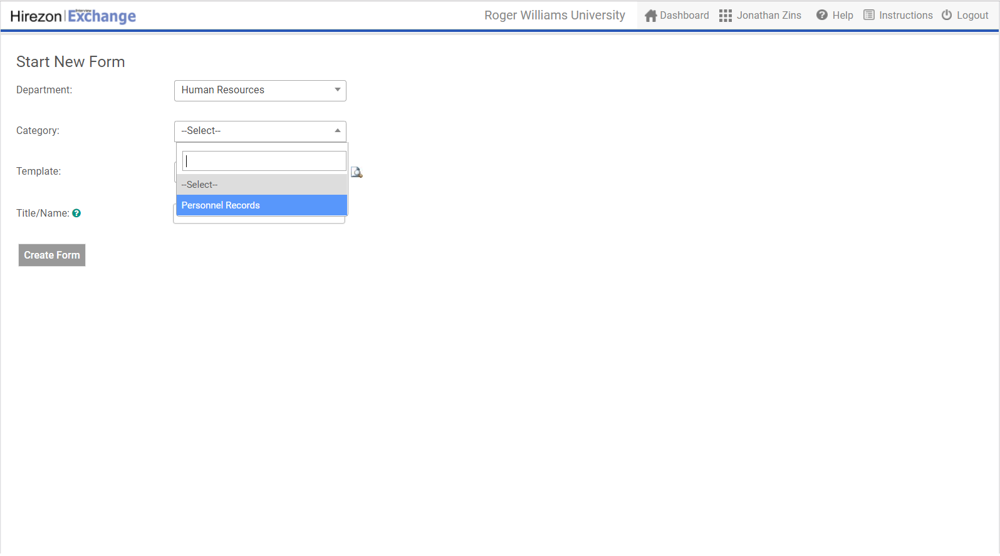 Hirezon Interview Exchange
Roger Williams University
Dashboard
Jonathan Zins
Help
Instructions
Logout
Start New Form
Department:
Human Resources
Category:
--Select--
--Select--
Personnel Records
Template:
Title/Name:
Create Form